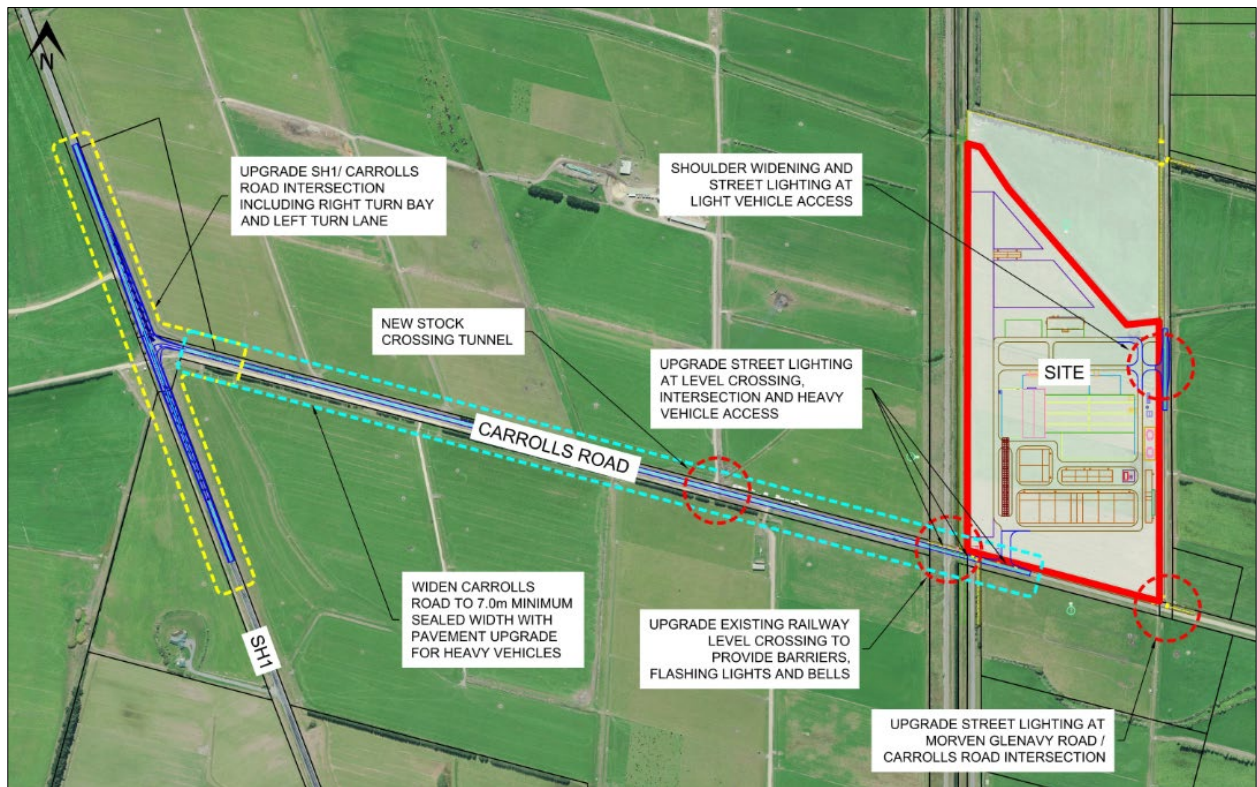 N
UPGRADE SH1/ CARROLLS
ROAD INTERSECTION
INCLUDING RIGHT TURN BAY
AND LEFT TURN LANE
SHOULDER WIDENING AND
STREET LIGHTING AT
LIGHT VEHICLE ACCESS
NEW STOCK
CROSSING TUNNEL
UPGRADE STREET LIGHTING
AT LEVEL CROSSING,
INTERSECTION AND HEAVY
VEHICLE ACCESS
SITE
CARROLLS ROAD
WIDEN CARROLLS
ROAD TO 7.0m MINIMUM
SEALED WIDTH WITH
PAVEMENT UPGRADE
FOR HEAVY VEHICLES
SH1
UPGRADE EXISTING RAILWAY
LEVEL CROSSING TO
PROVIDE BARRIERS,
FLASHING LIGHTS AND BELLS
UPGRADE STREET LIGHTING AT
MORVEN GLENAVY ROAD /
CARROLLS ROAD INTERSECTION